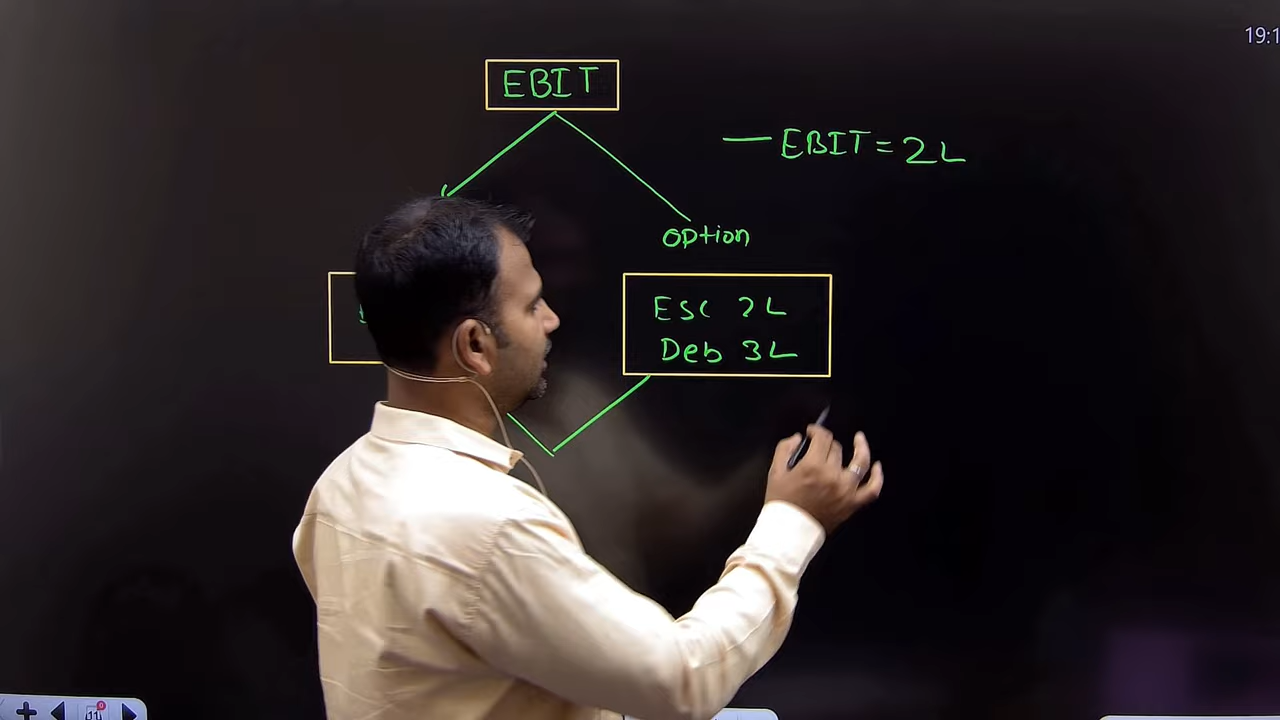 19:1
EBIT
EBIT = 2L
option
Esc 2L
Deb 3L